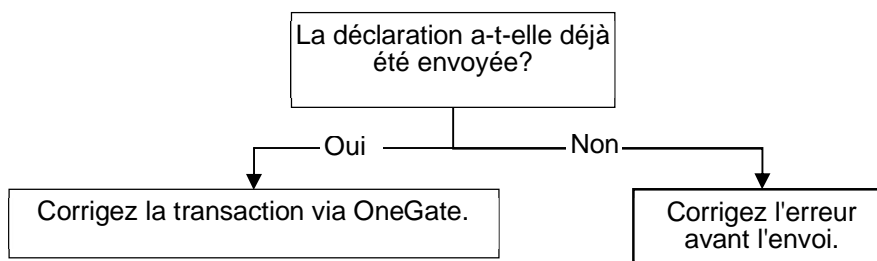 La déclaration a-t-elle déjà
été envoyée?
Oui
Non
Corrigez la transaction via OneGate.
Corrigez l'erreur
avant l'envoi.